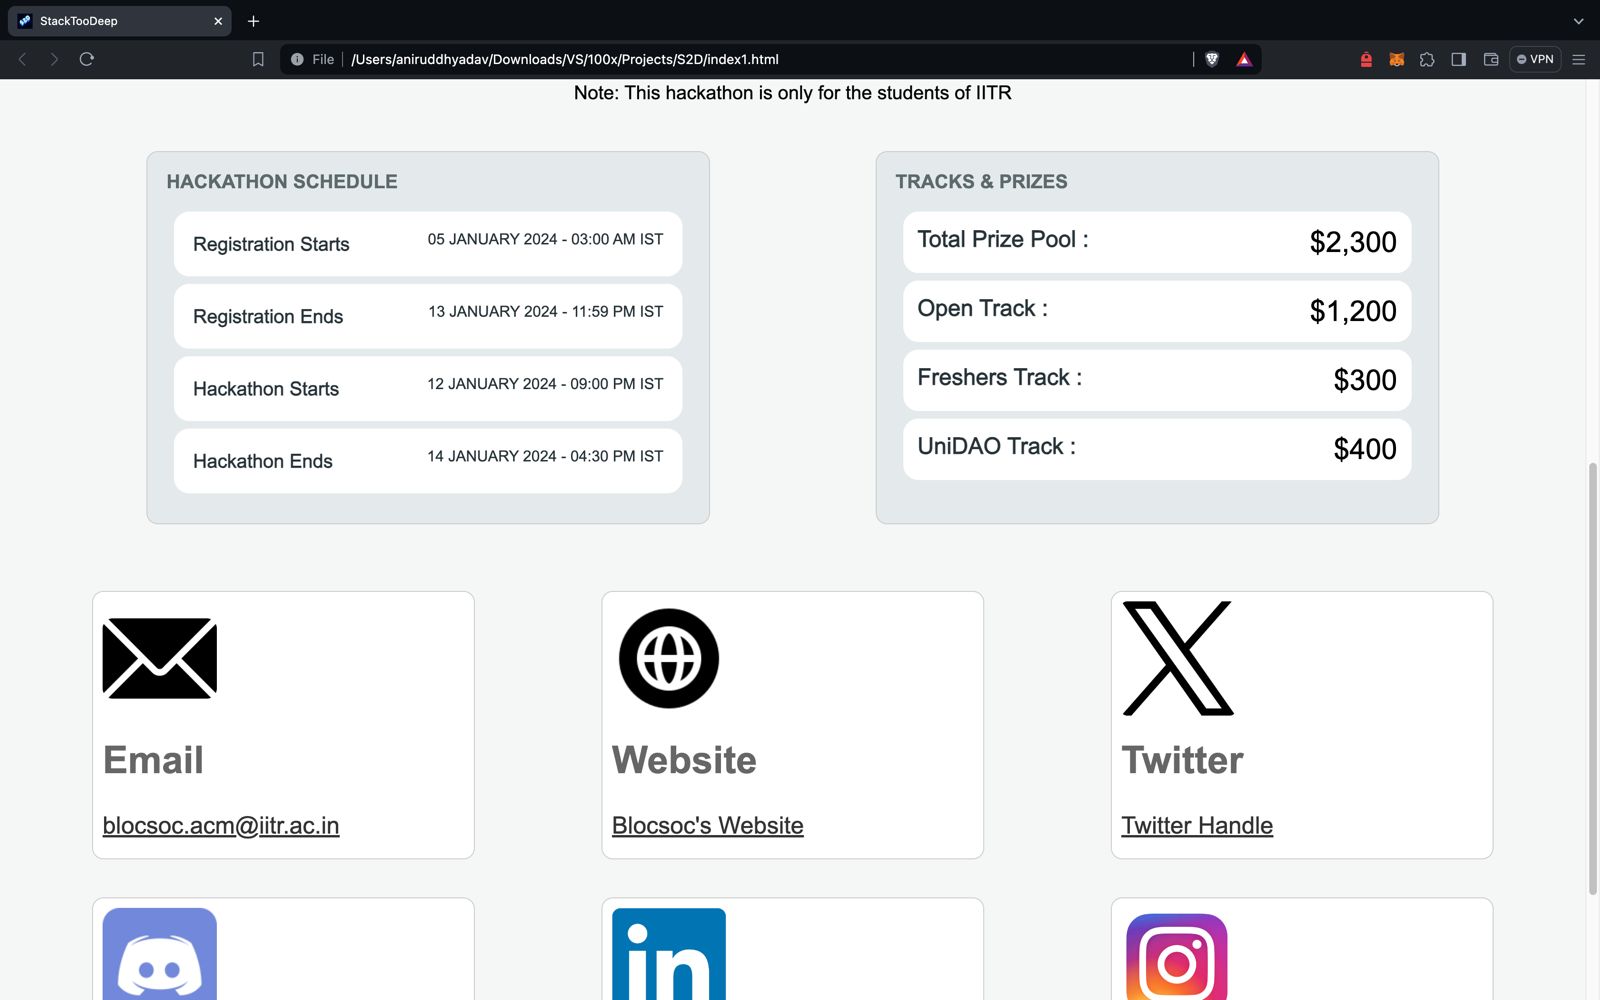 StackTooDeep
File
/Users/aniruddhyadav/Downloads/VS/100x/Projects/S2D/index1.html
VPN
Note: This hackathon is only for the students of IITR
HACKATHON SCHEDULE
Registration Starts 05 JANUARY 2024 - 03:00 AM IST
Registration Ends 13 JANUARY 2024 - 11:59 PM IST
Hackathon Starts 12 JANUARY 2024 - 09:00 PM IST
Hackathon Ends 14 JANUARY 2024 - 04:30 PM IST
TRACKS & PRIZES
Total Prize Pool : $2,300
Open Track : $1,200
Freshers Track : $300
UniDAO Track : $400
Email
blocsoc.acm@iitr.ac.in
Website
Blocsoc's Website
Twitter
Twitter Handle
in